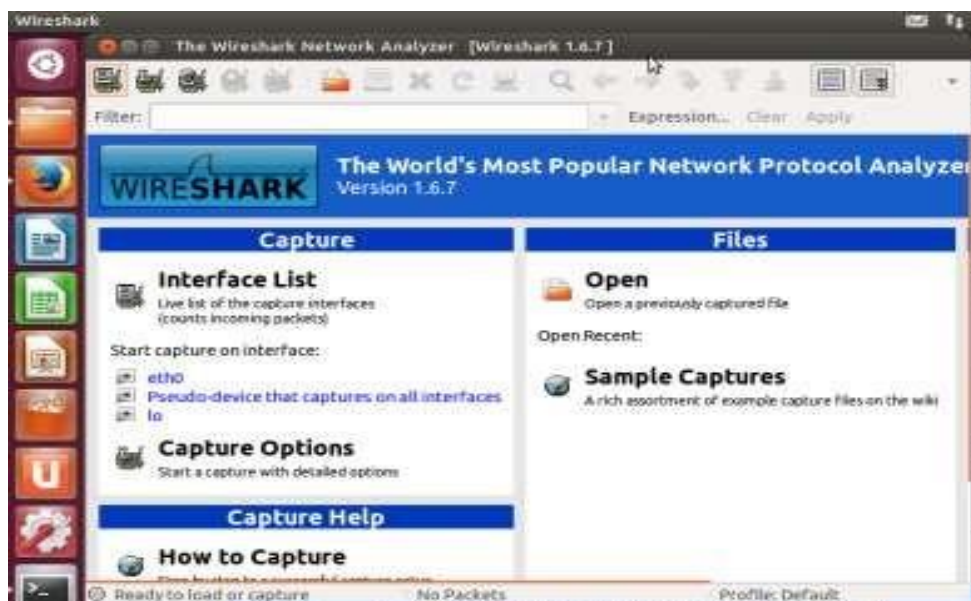 Wireshark
The Wireshark Network Analyzer [Wireshark 1.6.7]
Filter:
Expression... Clear Apply
WIRESHARK
The World's Most Popular Network Protocol Analyze
Version 1.6.7
Capture
Interface List
Live list of the capture interfaces
(counts incoming packets)
Start capture on interface:
eth0
Pseudo-device that captures on all interfaces
lo
Capture Options
Start a capture with detailed options
Capture Help
How to Capture
Files
Open
Open a previously captured file
Open Recent:
Sample Captures
A rich assortment of example capture files on the wiki
Ready to load or capture
No Packets
Profile: Default